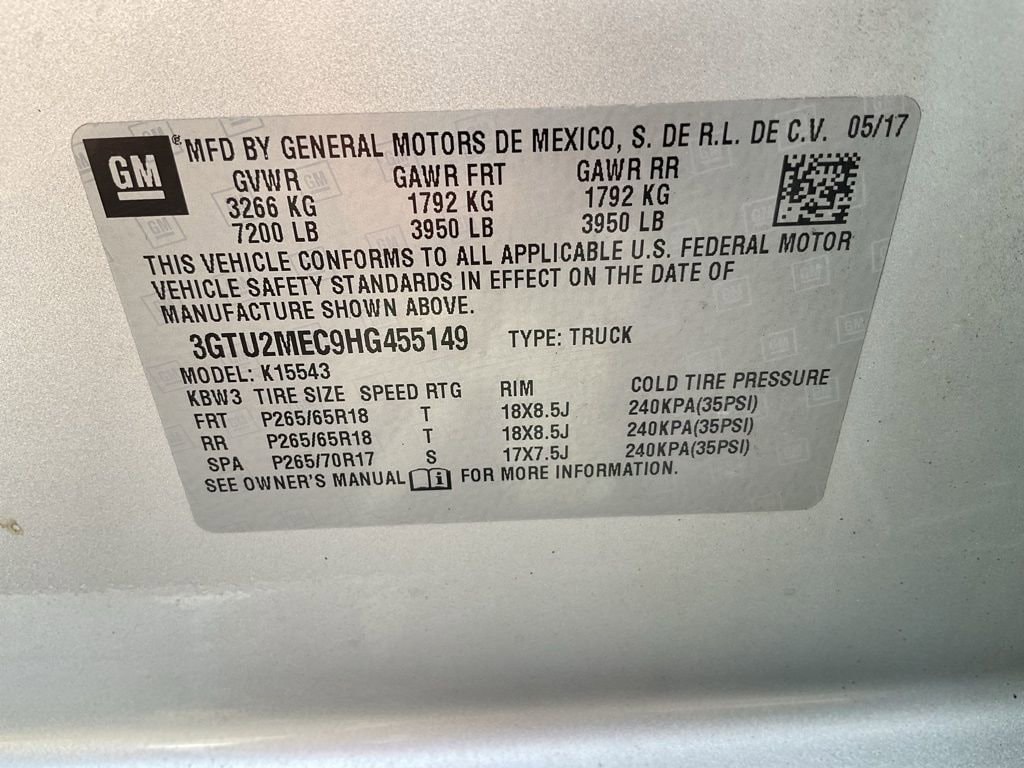 GM
® MFD BY GENERAL MOTORS DE MEXICO, S. DE R.L. DE C.V. 05/17
GVWR GAWR FRT GAWR RR
3266 KG 1792 KG 1792 KG
7200 LB 3950 LB 3950 LB
THIS VEHICLE CONFORMS TO ALL APPLICABLE U.S. FEDERAL MOTOR
VEHICLE SAFETY STANDARDS IN EFFECT ON THE DATE OF
MANUFACTURE SHOWN ABOVE.
3GTU2MEC9HG455149 TYPE: TRUCK
MODEL: K15543
KBW3 TIRE SIZE SPEED RTG RIM COLD TIRE PRESSURE
FRT P265/65R18 T 18X8.5J 240KPA(35PSI)
RR P265/65R18 T 18X8.5J 240KPA(35PSI)
SPA P265/70R17 S 17X7.5J 240KPA(35PSI)
SEE OWNER'S MANUAL i FOR MORE INFORMATION.